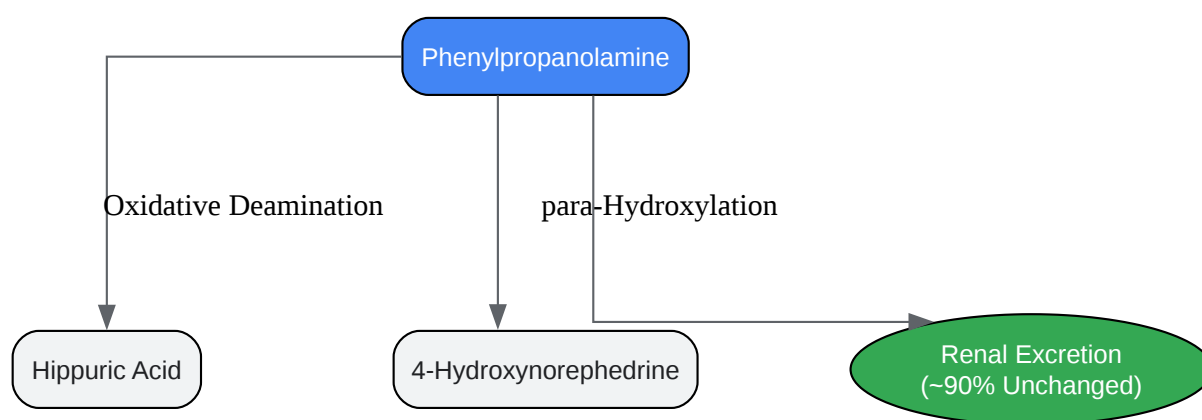 Phenylpropanolamine
Oxidative Deamination
para-Hydroxylation
Hippuric Acid
4-Hydroxynorephedrine
Renal Excretion
(~90% Unchanged)